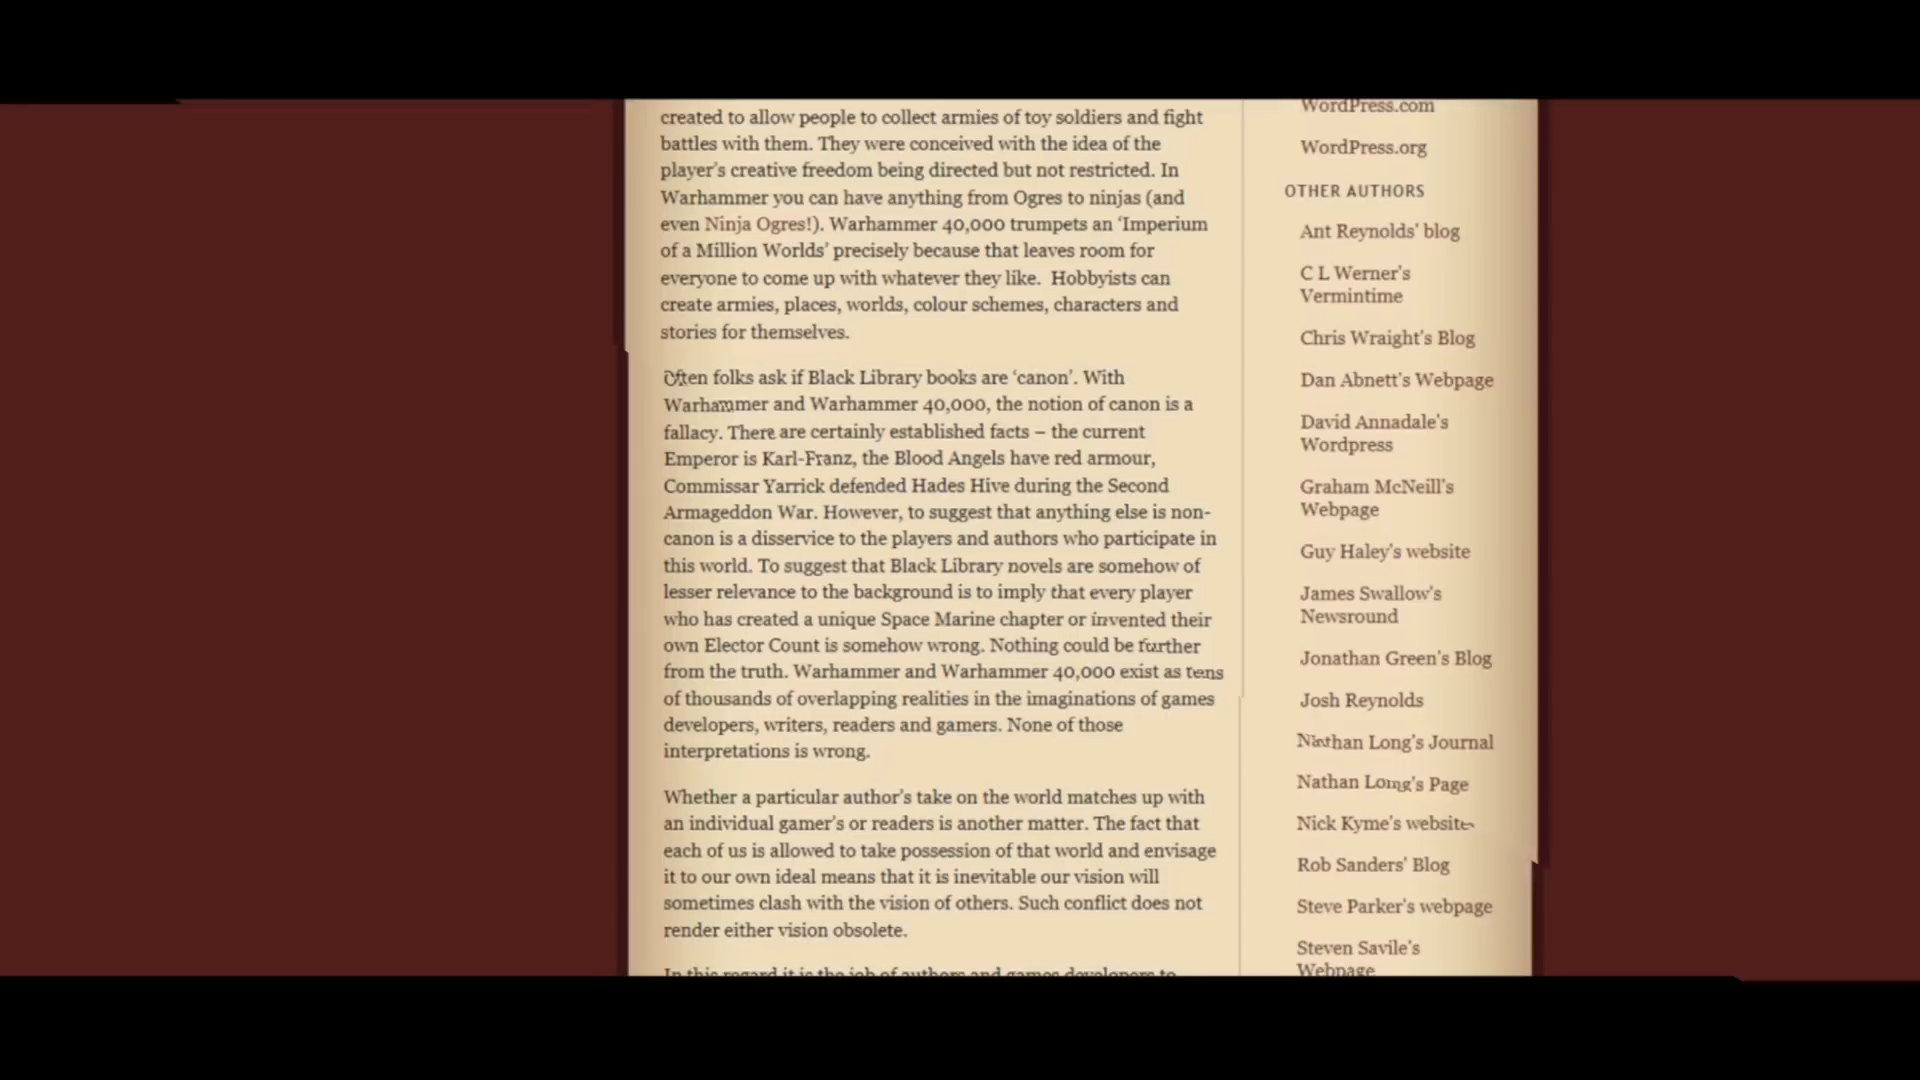 created to allow people to collect armies of toy soldiers and fight
battles with them. They were conceived with the idea of the
player's creative freedom being directed but not restricted. In
Warhammer you can have anything from Ogres to ninjas (and
even Ninja Ogres!). Warhammer 40,000 trumpets an ‘Imperium
of a Million Worlds’ precisely because that leaves room for
everyone to come up with whatever they like.  Hobbyists can
create armies, places, worlds, colour schemes, characters and
stories for themselves.
Often folks ask if Black Library books are ‘canon’. With
Warhammer and Warhammer 40,000, the notion of canon is a
fallacy. There are certainly established facts – the current
Emperor is Karl-Franz, the Blood Angels have red armour,
Commissar Yarrick defended Hades Hive during the Second
Armageddon War. However, to suggest that anything else is non-
canon is a disservice to the players and authors who participate in
this world. To suggest that Black Library novels are somehow of
lesser relevance to the background is to imply that every player
who has created a unique Space Marine chapter or invented their
own Elector Count is somehow wrong. Nothing could be further
from the truth. Warhammer and Warhammer 40,000 exist as tens
of thousands of overlapping realities in the imaginations of games
developers, writers, readers and gamers. None of those
interpretations is wrong.
Whether a particular author's take on the world matches up with
an individual gamer's or readers is another matter. The fact that
each of us is allowed to take possession of that world and envisage
it to our own ideal means that it is inevitable our vision will
sometimes clash with the vision of others. Such conflict does not
render either vision obsolete.
In this regard it is the job of authors and games developers to
WordPress.com
WordPress.org
OTHER AUTHORS
Ant Reynolds' blog
C L Werner's
Vermintime
Chris Wraight's Blog
Dan Abnett's Webpage
David Annadale's
Wordpress
Graham McNeill's
Webpage
Guy Haley's website
James Swallow's
Newsround
Jonathan Green's Blog
Josh Reynolds
Nathan Long's Journal
Nathan Long's Page
Nick Kyme's website
Rob Sanders' Blog
Steve Parker's webpage
Steven Savile's
Webpage